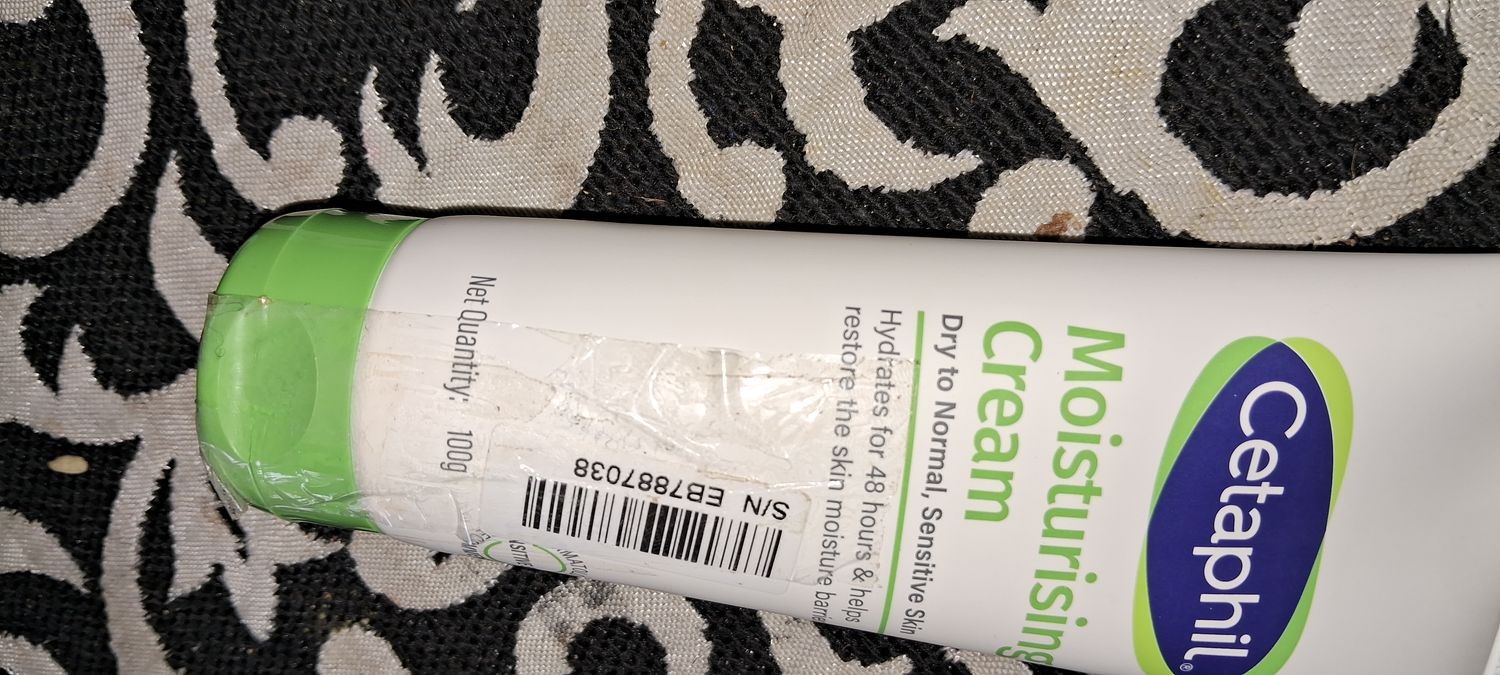 Cetaphil®
Moisturising
Cream
Dry to Normal, Sensitive Skin
Hydrates for 48 hours & helps
restore the skin moisture
S/N EB7887038
Net Quantity: 100g